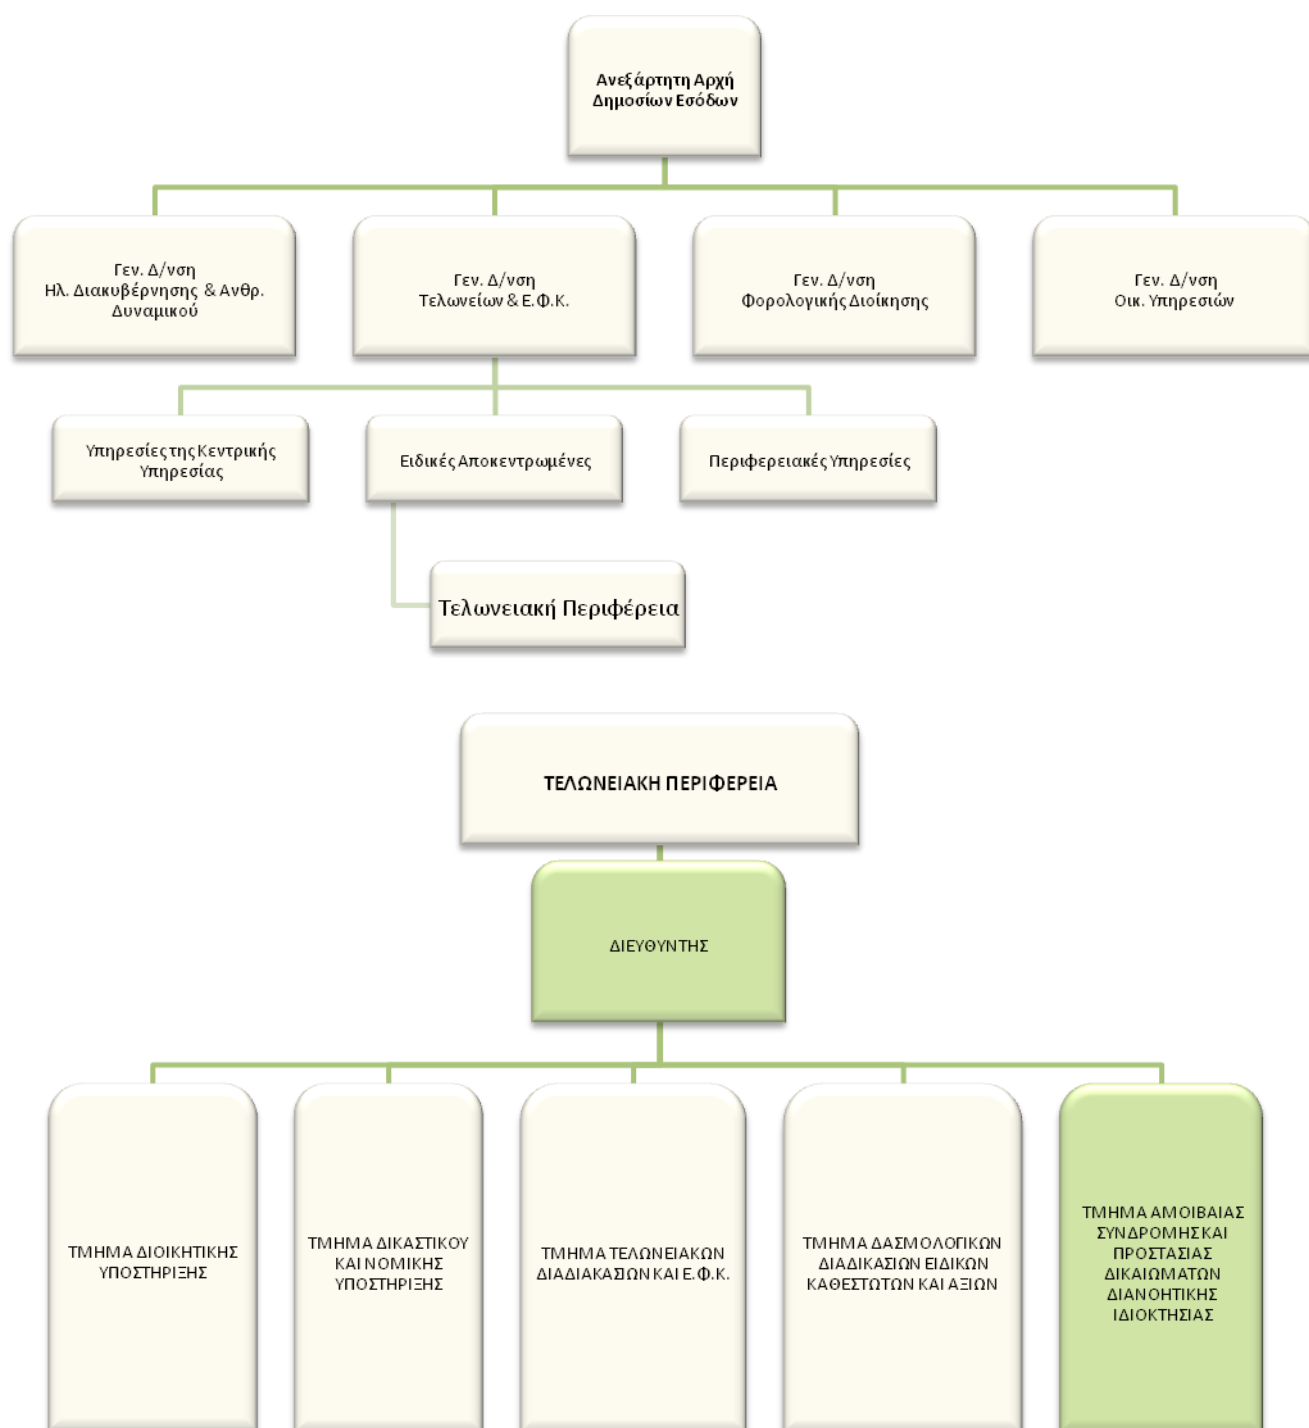 Ανεξάρτητη Αρχή
Δημοσίων Εσόδων
Γεν. Δ/νση
Ηλ. Διακυβέρνησης & Ανθρ.
Δυναμικού
Γεν. Δ/νση
Τελωνείων & Ε.Φ.Κ.
Γεν. Δ/νση
Φορολογικής Διοίκησης
Γεν. Δ/νση
Οικ. Υπηρεσιών
Υπηρεσίες της Κεντρικής
Υπηρεσίας
Ειδικές Αποκεντρωμένες
Περιφερειακές Υπηρεσίες
Τελωνειακή Περιφέρεια
ΤΕΛΩΝΕΙΑΚΗ ΠΕΡΙΦΕΡΕΙΑ
ΔΙΕΥΘΥΝΤΗΣ
ΤΜΗΜΑ ΔΙΟΙΚΗΤΙΚΗΣ
ΥΠΟΣΤΗΡΙΞΗΣ
ΤΜΗΜΑ ΔΙΚΑΣΤΙΚΟΥ
ΚΑΙ ΝΟΜΙΚΗΣ
ΥΠΟΣΤΗΡΙΞΗΣ
ΤΜΗΜΑ ΤΕΛΩΝΕΙΑΚΩΝ
ΔΙΑΔΙΑΚΑΣΙΩΝ ΚΑΙ Ε.Φ.Κ.
ΤΜΗΜΑ ΔΑΣΜΟΛΟΓΙΚΩΝ
ΔΙΑΔΙΚΑΣΙΩΝ ΕΙΔΙΚΩΝ
ΚΑΘΕΣΤΩΤΩΝ ΚΑΙ ΑΞΙΩΝ
ΤΜΗΜΑ ΑΜΟΙΒΑΙΑΣ
ΣΥΝΔΡΟΜΗΣ ΚΑΙ
ΠΡΟΣΤΑΣΙΑΣ
ΔΙΚΑΙΩΜΑΤΩΝ
ΔΙΑΝΟΗΤΙΚΗΣ
ΙΔΙΟΚΤΗΣΙΑΣ